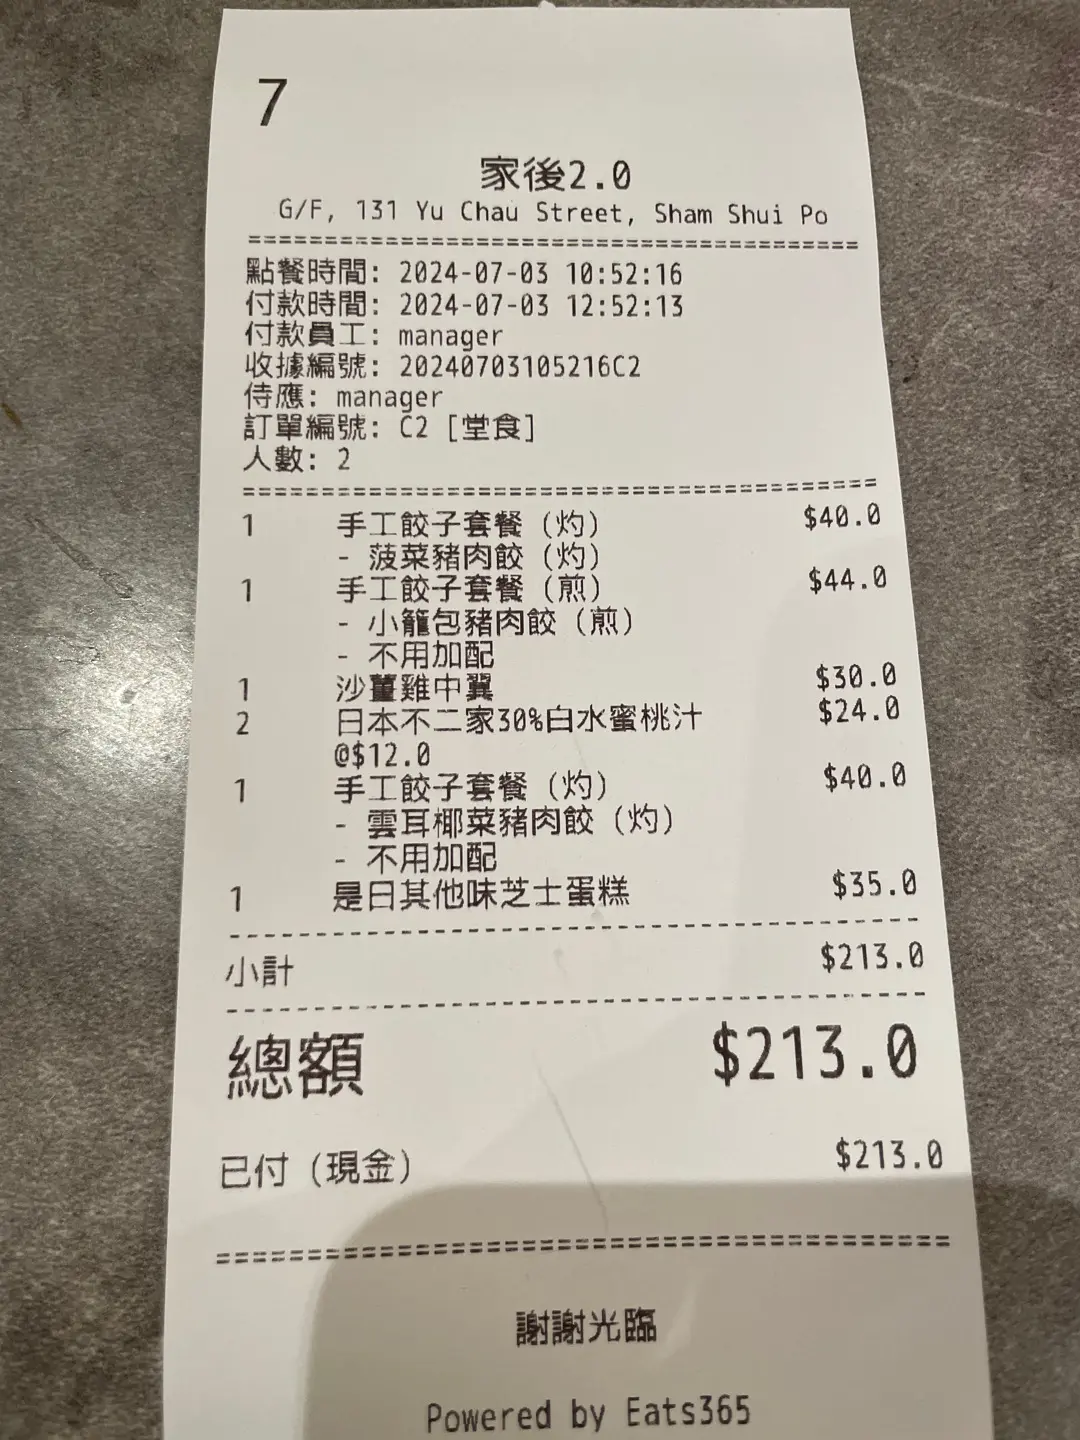 7
家後2.0
G/F, 131 Yu Chau Street, Sham Shui Po
========================================
點餐時間: 2024-07-03 10:52:16
付款時間: 2024-07-03 12:52:13
付款員工: manager
收據編號: 20240703105216C2
侍應: manager
訂單編號: C2 [堂食]
人數: 2
========================================
1 手工餃子套餐 (灼) $40.0
- 菠菜豬肉餃 (灼)
1 手工餃子套餐 (煎) $44.0
- 小籠包豬肉餃 (煎)
- 不用加配
1 沙薑雞中翼 $30.0
2 日本不二家30%白水蜜桃汁 $24.0
@$12.0
1 手工餃子套餐 (灼) $40.0
- 雲耳椰菜豬肉餃 (灼)
- 不用加配
1 是日其他味芝士蛋糕 $35.0
----------------------------------------
小計 $213.0
----------------------------------------
總額 $213.0
已付 (現金) $213.0
========================================
謝謝光臨
Powered by Eats365